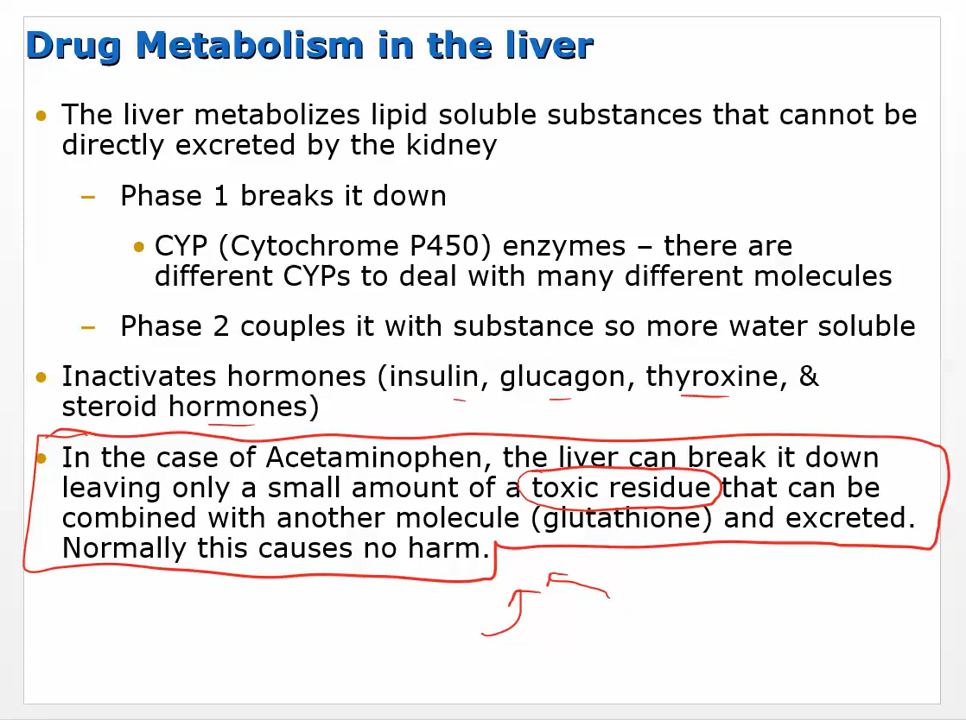 Drug Metabolism in the liver
• The liver metabolizes lipid soluble substances that cannot be
directly excreted by the kidney
– Phase 1 breaks it down
• CYP (Cytochrome P450) enzymes – there are
different CYPs to deal with many different molecules
– Phase 2 couples it with substance so more water soluble
• Inactivates hormones (insulin, glucagon, thyroxine, &
steroid hormones)
• In the case of Acetaminophen, the liver can break it down
leaving only a small amount of a toxic residue that can be
combined with another molecule (glutathione) and excreted.
Normally this causes no harm.